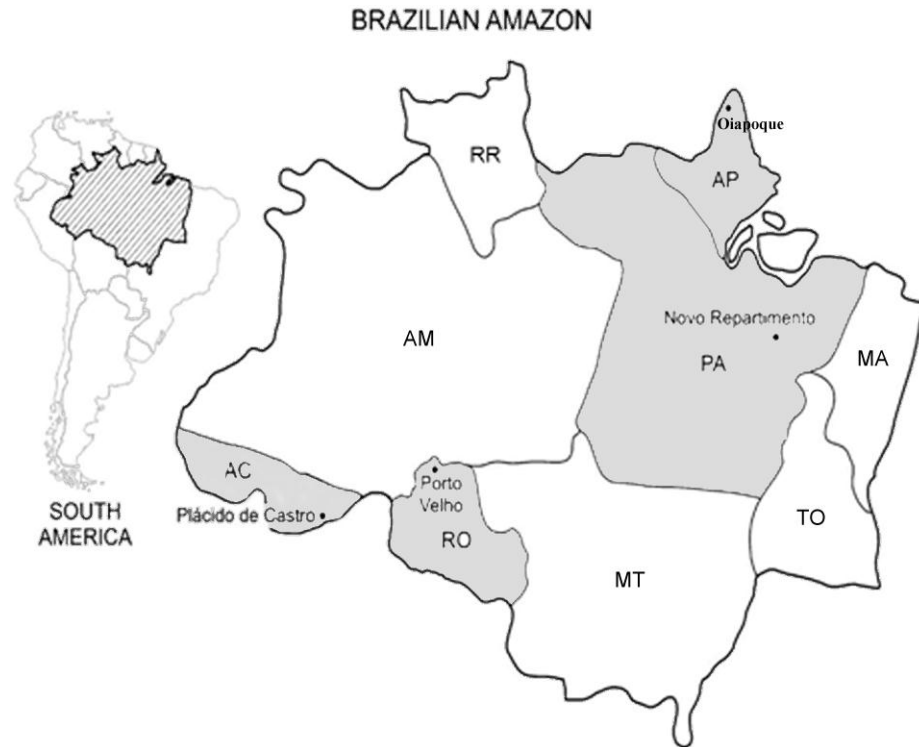 BRAZILIAN AMAZON
Oiapoque
RR
AP
Novo Repartimento
AM
PA
MA
AC
Porto
Velho
SOUTH
AMERICA
Plácido de Castro
RO
TO
MT